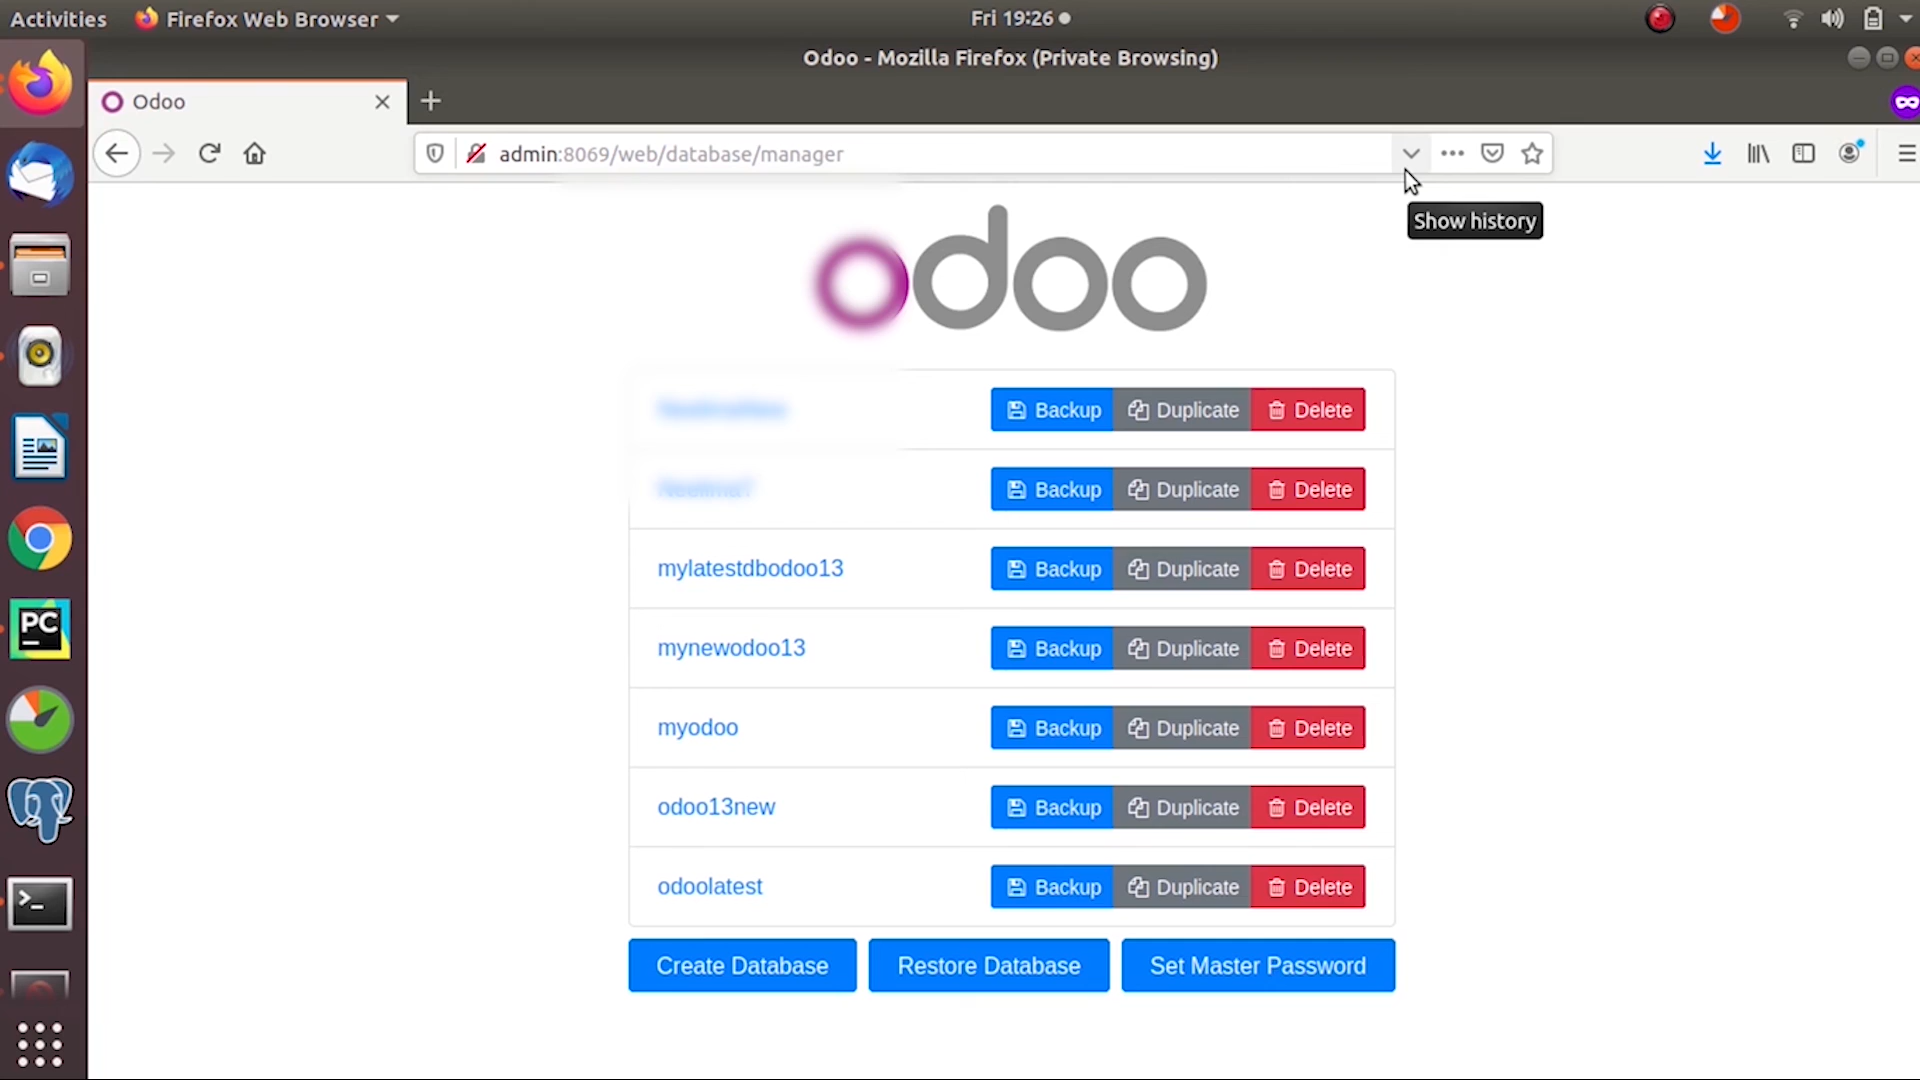 Activities Firefox Web Browser Fri 19:26
Odoo - Mozilla Firefox (Private Browsing)
Odoo
admin:8069/web/database/manager
Show history
odoo
Backup Duplicate Delete
Backup Duplicate Delete
mylatestdbodoo13 Backup Duplicate Delete
mynewodoo13 Backup Duplicate Delete
myodoo Backup Duplicate Delete
odoo13new Backup Duplicate Delete
odoolatest Backup Duplicate Delete
Create Database Restore Database Set Master Password
PC